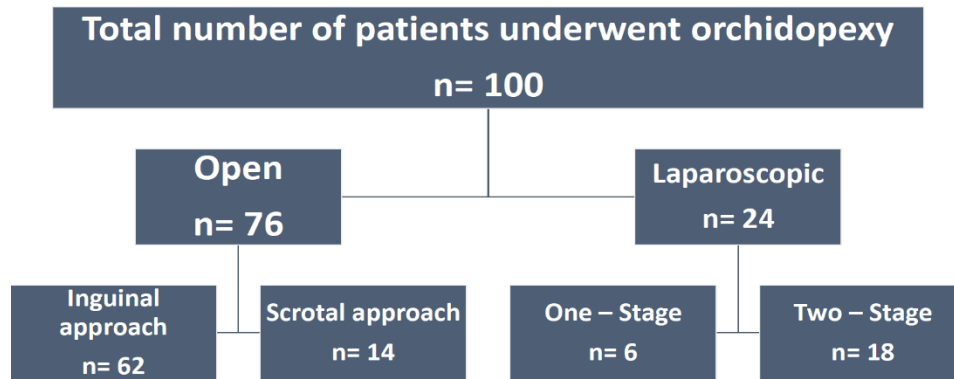 Total number of patients underwent orchidopexy
n= 100
Open
n= 76
Laparoscopic
n= 24
Inguinal
approach
n= 62
Scrotal approach
n= 14
One – Stage
n= 6
Two – Stage
n= 18